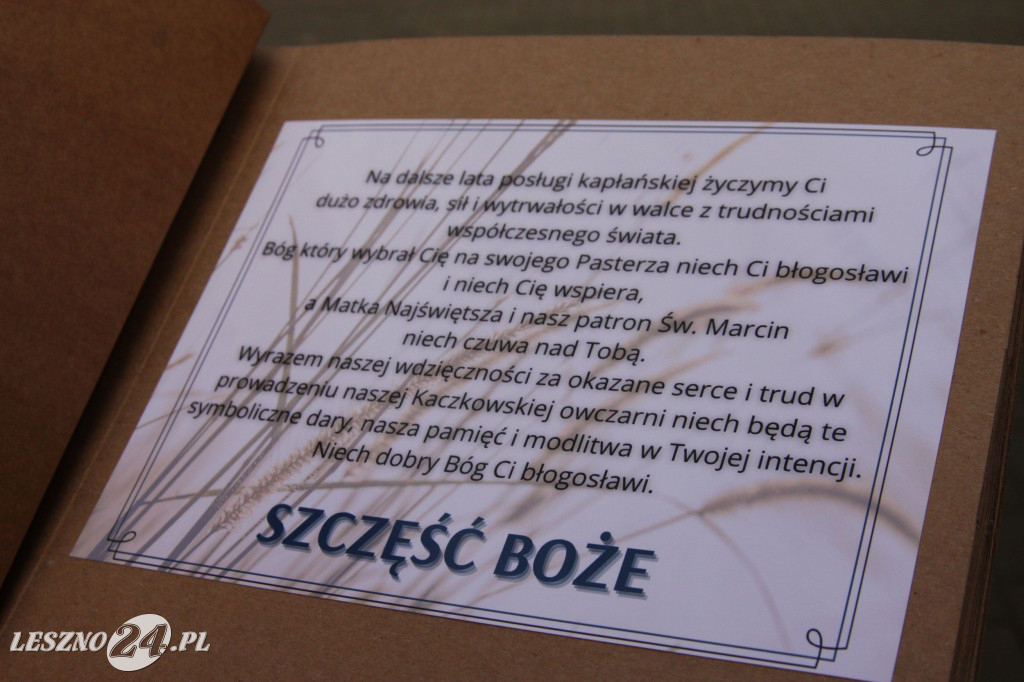 Na dalsze lata posługi kapłańskiej życzymy Ci
dużo zdrowia, sił i wytrwałości w walce z trudnościami
współczesnego świata.
Bóg który wybrał Cię na swojego Pasterza niech Ci błogosławi
i niech Cię wspiera,
a Matka Najświętsza i nasz patron Św. Marcin
niech czuwa nad Tobą.
Wyrazem naszej wdzięczności za okazane serce i trud w
prowadzeniu naszej Kaczkowskiej owczarni niech będą te
symboliczne dary, nasza pamięć i modlitwa w Twojej intencji.
Niech dobry Bóg Ci błogosławi.
SZCZĘŚĆ BOŻE
LESZNO24.PL